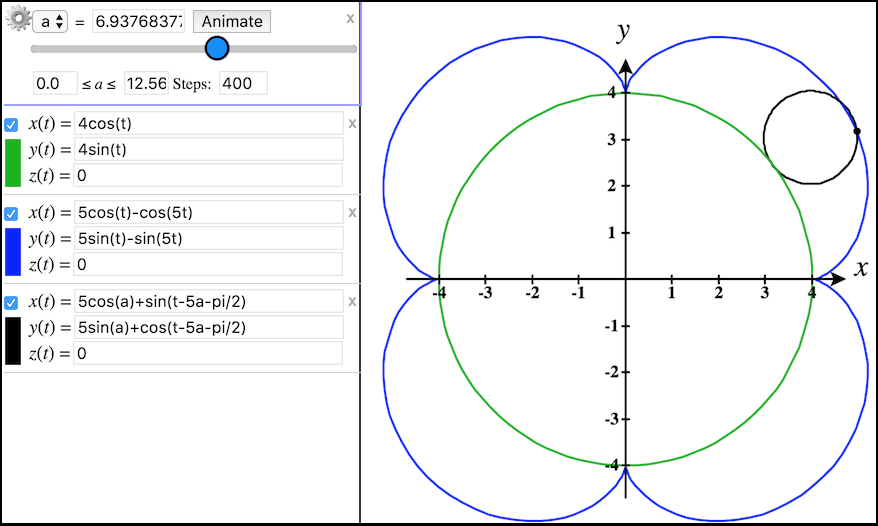 a = 6.93768377 Animate x
0.0 ≤ a ≤ 12.56 Steps: 400
x(t) = 4cos(t) x
y(t) = 4sin(t)
z(t) = 0
x(t) = 5cos(t)-cos(5t) x
y(t) = 5sin(t)-sin(5t)
z(t) = 0
x(t) = 5cos(a)+sin(t-5a-pi/2) x
y(t) = 5sin(a)+cos(t-5a-pi/2)
z(t) = 0
y
4
3
2
1
x
-4 -3 -2 -1 1 2 3 4
-1
-2
-3
-4